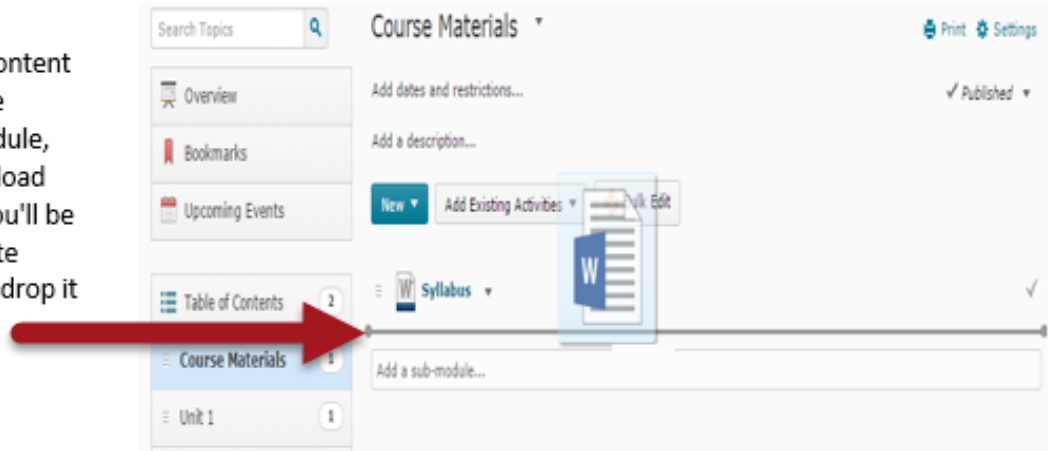 ontent
e
dule,
load
ou'll be
te
drop it
Search Topics
Overview
Bookmarks
Upcoming Events
Table of Contents 2
Course Materials 1
Unit 1 1
Course Materials
Print Settings
Add dates and restrictions...
Published
Add a description...
New Add Existing Activities ulk Edit
W
W Syllabus
Add a sub-module...